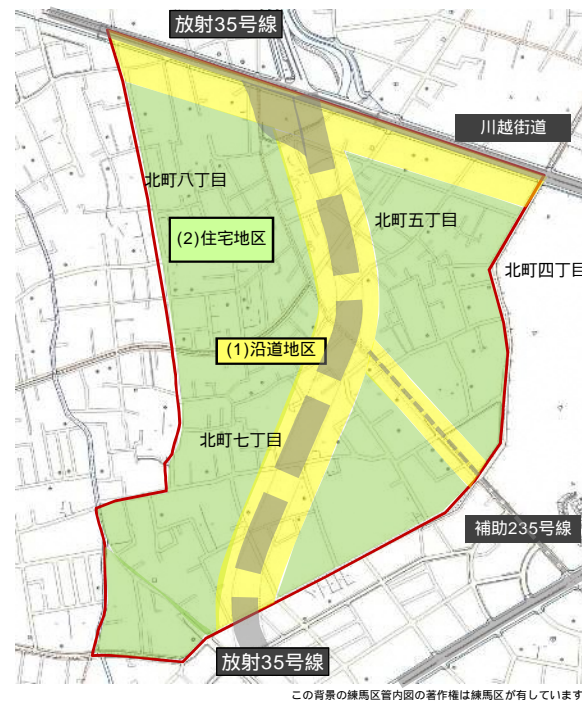 放射35号線
川越街道
北町八丁目
北町五丁目
(2)住宅地区
北町四丁目
(1)沿道地区
北町七丁目
補助235号線
放射35号線
この背景の練馬区管内図の著作権は練馬区が有しています